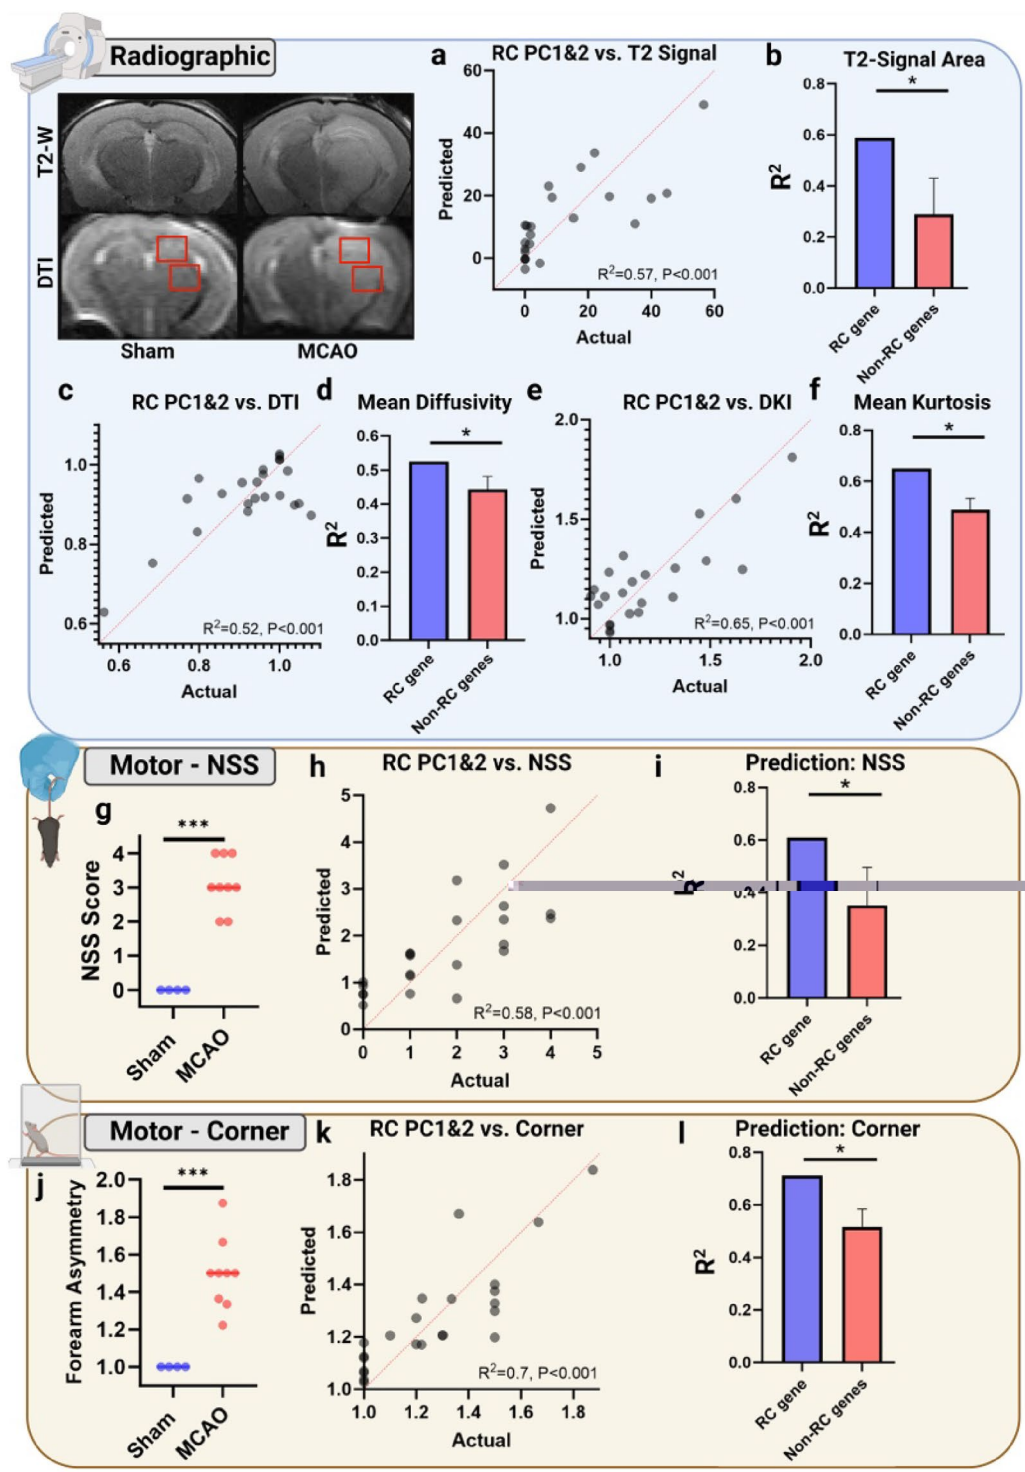 Radiographic
T2-W
DTI
Sham
MCAO
a
RC PC1&2 vs. T2 Signal
60
40
20
0
Predicted
0
20
40
60
Actual
R²=0.57, P<0.001
b
T2-Signal Area
*
0.8
0.6
0.4
0.2
0.0
R²
RC gene
Non-RC genes
c
RC PC1&2 vs. DTI
1.0
0.8
0.6
Predicted
0.6
0.8
1.0
Actual
R²=0.52, P<0.001
d
Mean Diffusivity
*
0.6
0.5
0.4
0.3
0.2
0.1
0.0
R²
RC gene
Non-RC genes
e
RC PC1&2 vs. DKI
2.0
1.5
1.0
Predicted
1.0
1.5
2.0
Actual
R²=0.65, P<0.001
f
Mean Kurtosis
*
0.8
0.6
0.4
0.2
0.0
R²
RC gene
Non-RC genes
Motor - NSS
g
***
4
3
2
1
0
NSS Score
Sham
MCAO
h
RC PC1&2 vs. NSS
5
4
3
2
1
0
Predicted
0
1
2
3
4
5
Actual
R²=0.58, P<0.001
i
Prediction: NSS
*
0.8
0.6
0.4
0.2
0.0
R²
RC gene
Non-RC genes
Motor - Corner
j
***
2.0
1.8
1.6
1.4
1.2
1.0
Forearm Asymmetry
Sham
MCAO
k
RC PC1&2 vs. Corner
1.8
1.6
1.4
1.2
1.0
Predicted
1.0
1.2
1.4
1.6
1.8
Actual
R²=0.7, P<0.001
l
Prediction: Corner
*
0.8
0.6
0.4
0.2
0.0
R²
RC gene
Non-RC genes